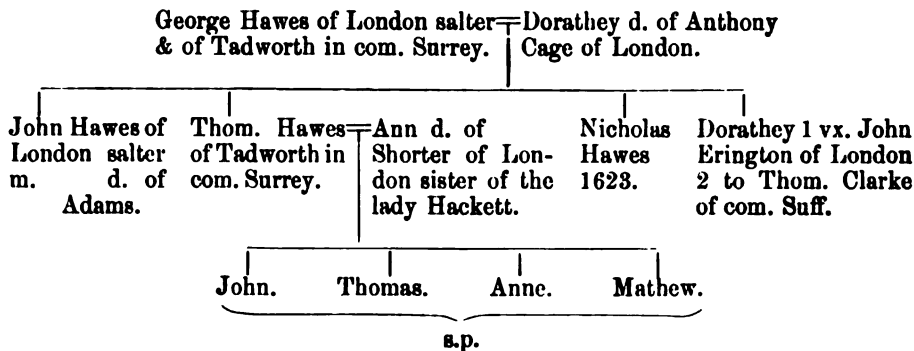 George Hawes of London salter
& of Tadworth in com. Surrey.
Dorathey d. of Anthony
Cage of London.
John Hawes of
London salter
m. d. of
Adams.
Thom. Hawes
of Tadworth in
com. Surrey.
Ann d. of
Shorter of Lon-
don sister of the
lady Hackett.
Nicholas
Hawes
1623.
Dorathey 1 vx. John
Erington of London
2 to Thom. Clarke
of com. Suff.
John. Thomas. Anne. Mathew.
s.p.